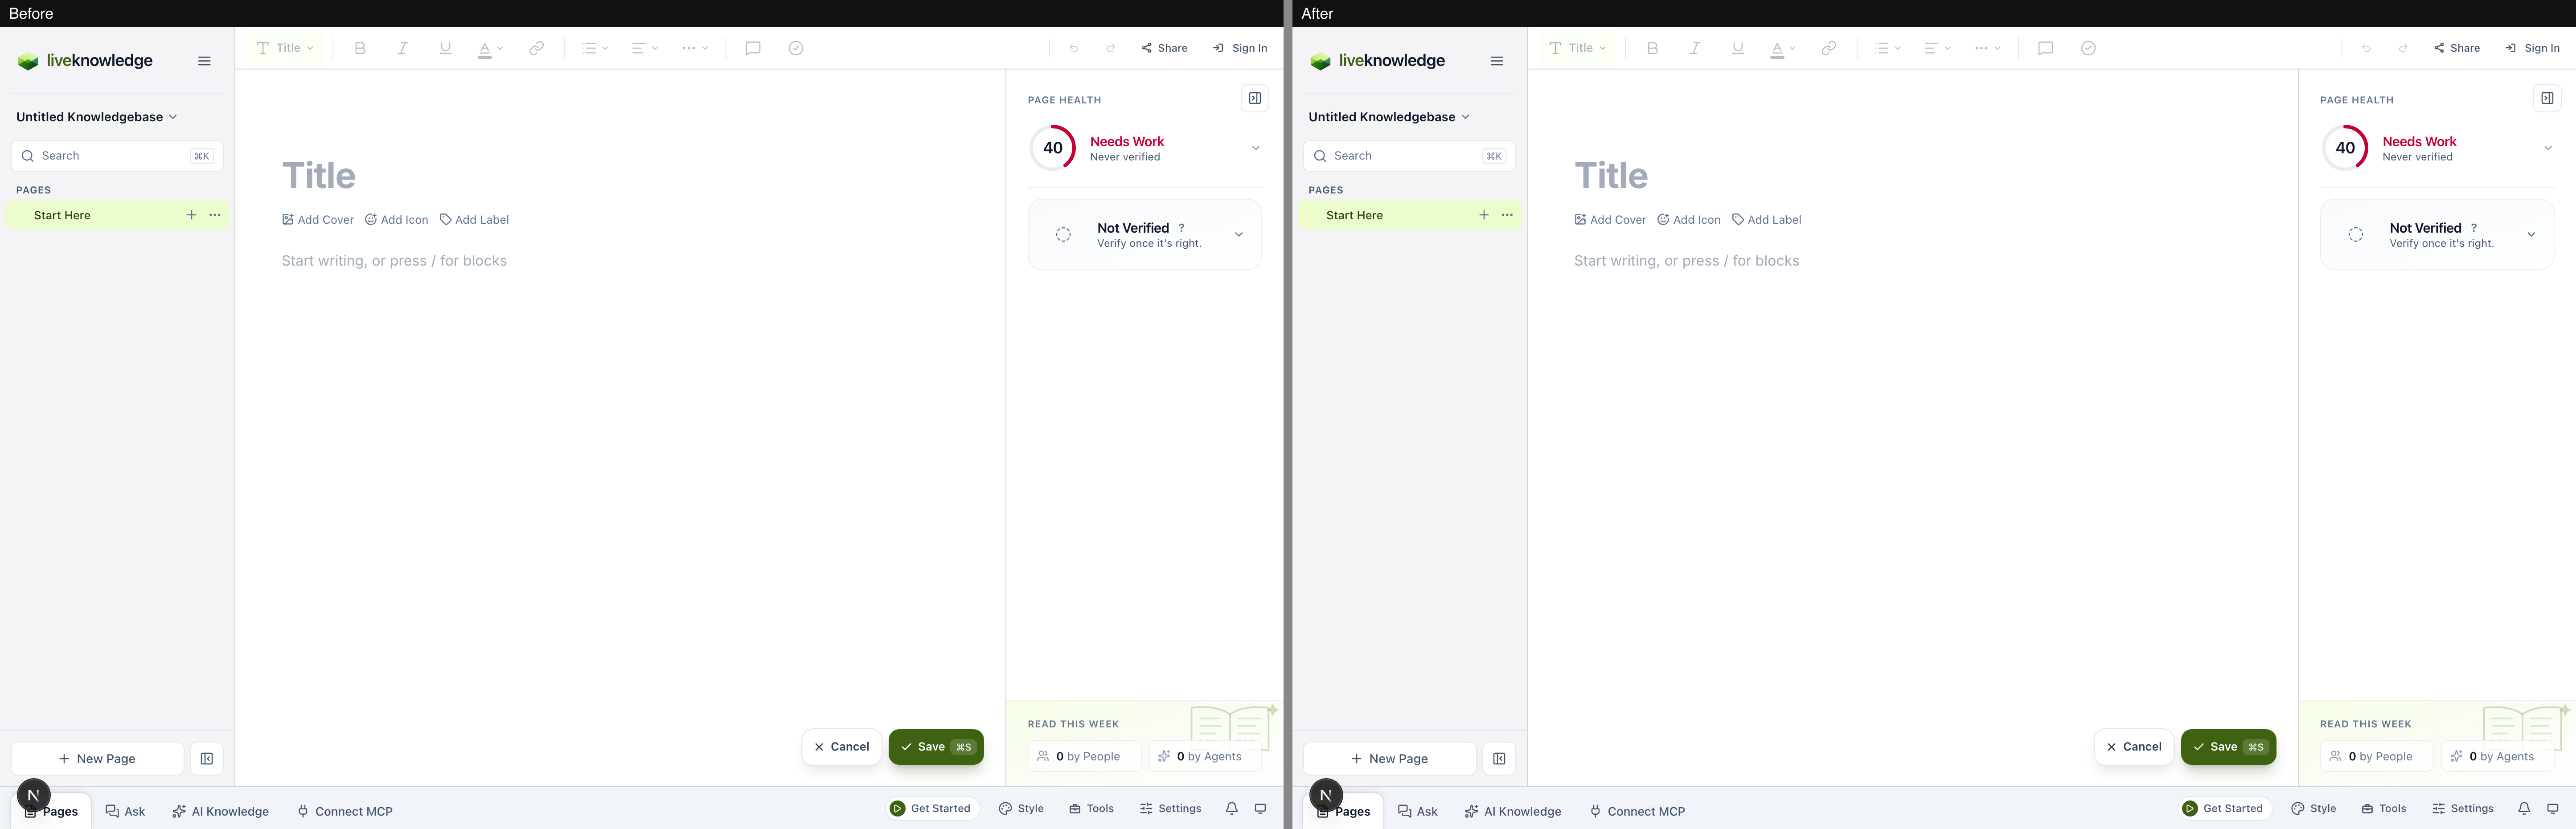 Before
liveknowledge
Title
B I U A
Share
Sign In
Untitled Knowledgebase
Search ⌘K
PAGES
Start Here
Title
Add Cover Add Icon Add Label
Start writing, or press / for blocks
PAGE HEALTH
40
Needs Work
Never verified
Not Verified ?
Verify once it's right.
Cancel
Save ⌘S
READ THIS WEEK
0 by People
0 by Agents
New Page
N
Pages Ask AI Knowledge Connect MCP
Get Started Style Tools Settings
After
liveknowledge
Title
B I U A
Share
Sign In
Untitled Knowledgebase
Search ⌘K
PAGES
Start Here
Title
Add Cover Add Icon Add Label
Start writing, or press / for blocks
PAGE HEALTH
40
Needs Work
Never verified
Not Verified ?
Verify once it's right.
Cancel
Save ⌘S
READ THIS WEEK
0 by People
0 by Agents
New Page
N
Pages Ask AI Knowledge Connect MCP
Get Started Style Tools Settings